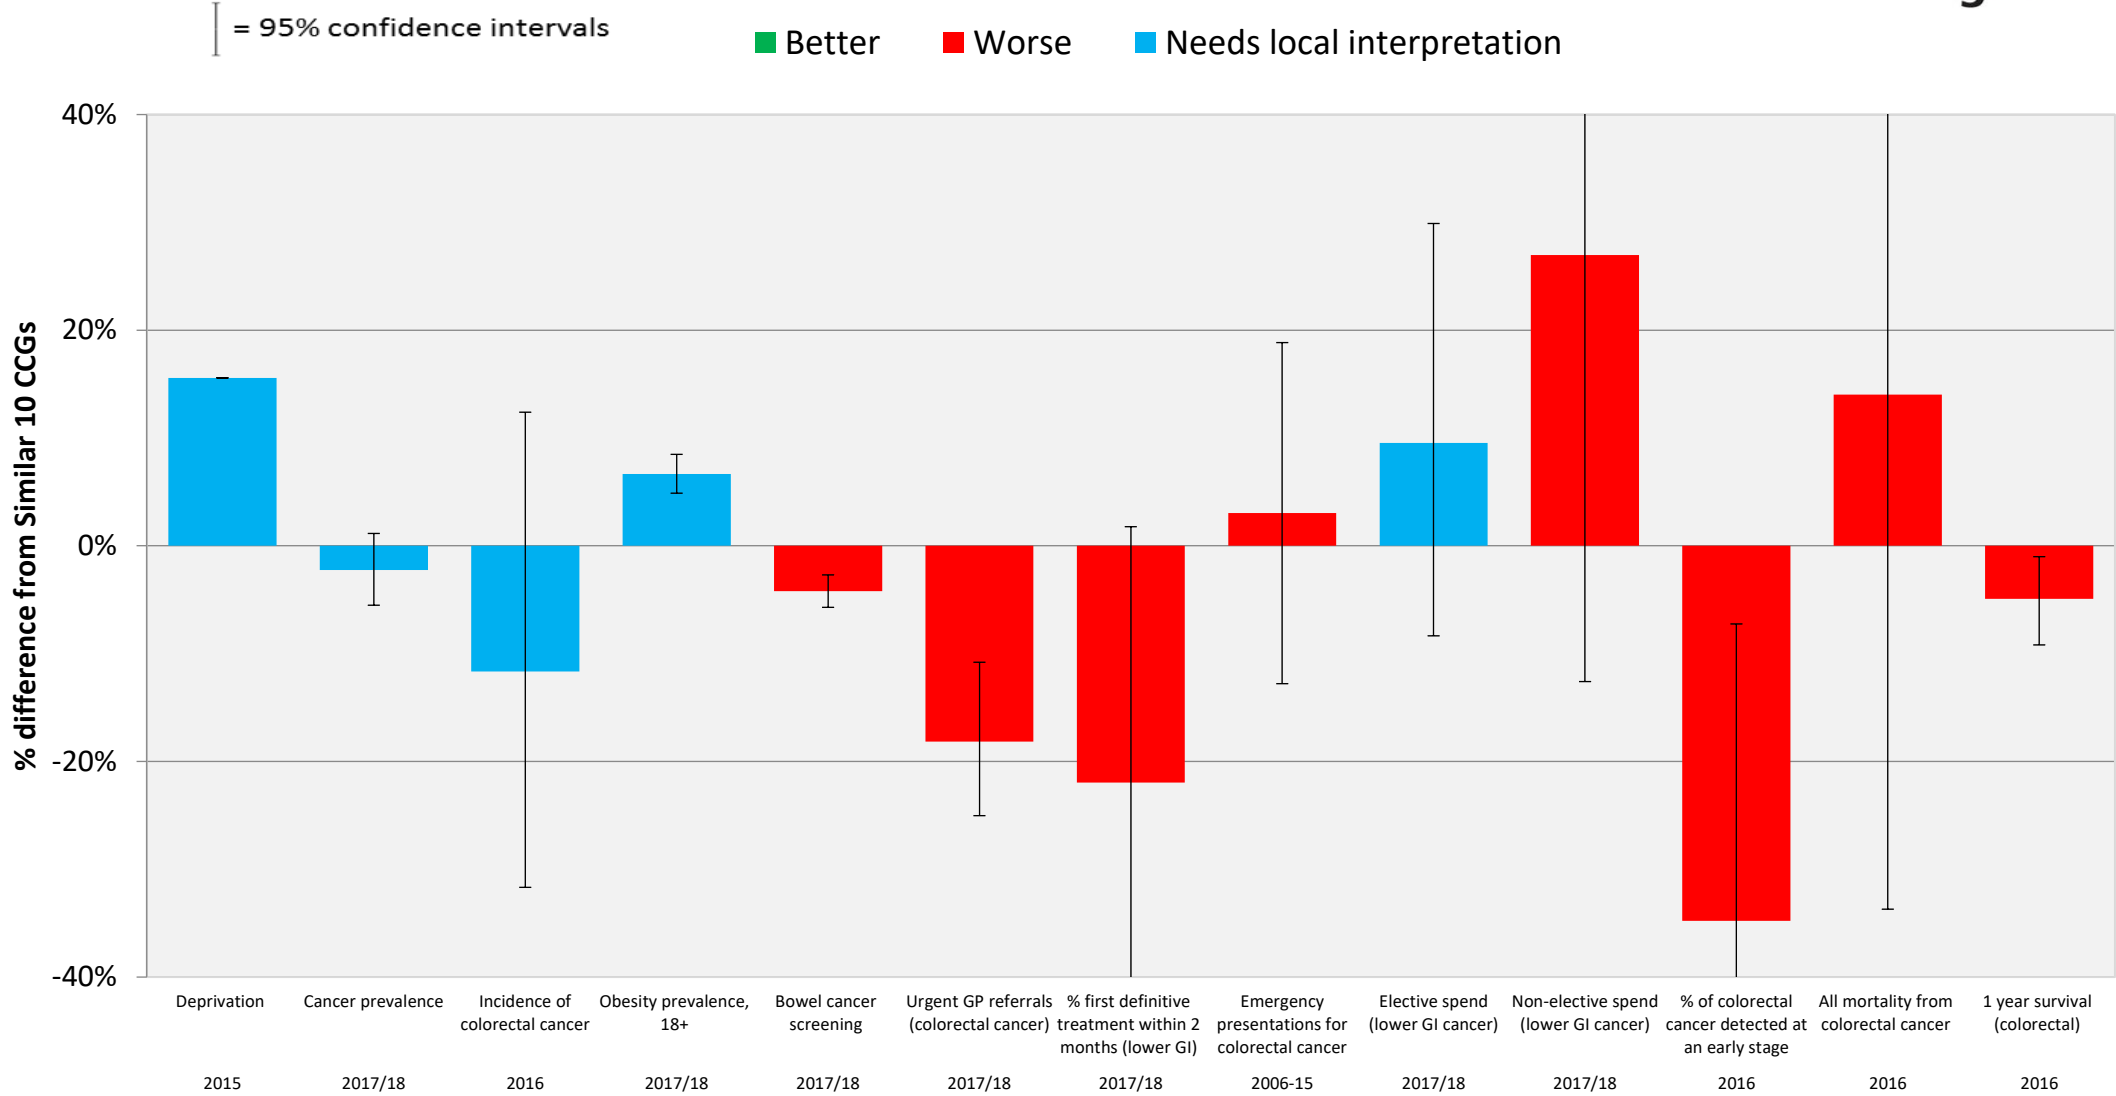 = 95% confidence intervals
Better Worse Needs local interpretation
% difference from Similar 10 CCGs
40%
20%
0%
-20%
-40%
Deprivation
2015
Cancer prevalence
2017/18
Incidence of
colorectal cancer
2016
Obesity prevalence,
18+
2017/18
Bowel cancer
screening
2017/18
Urgent GP referrals
(colorectal cancer)
2017/18
% first definitive
treatment within 2
months (lower GI)
2017/18
Emergency
presentations for
colorectal cancer
2006-15
Elective spend
(lower GI cancer)
2017/18
Non-elective spend
(lower GI cancer)
2017/18
% of colorectal
cancer detected at
an early stage
2016
All mortality from
colorectal cancer
2016
1 year survival
(colorectal)
2016